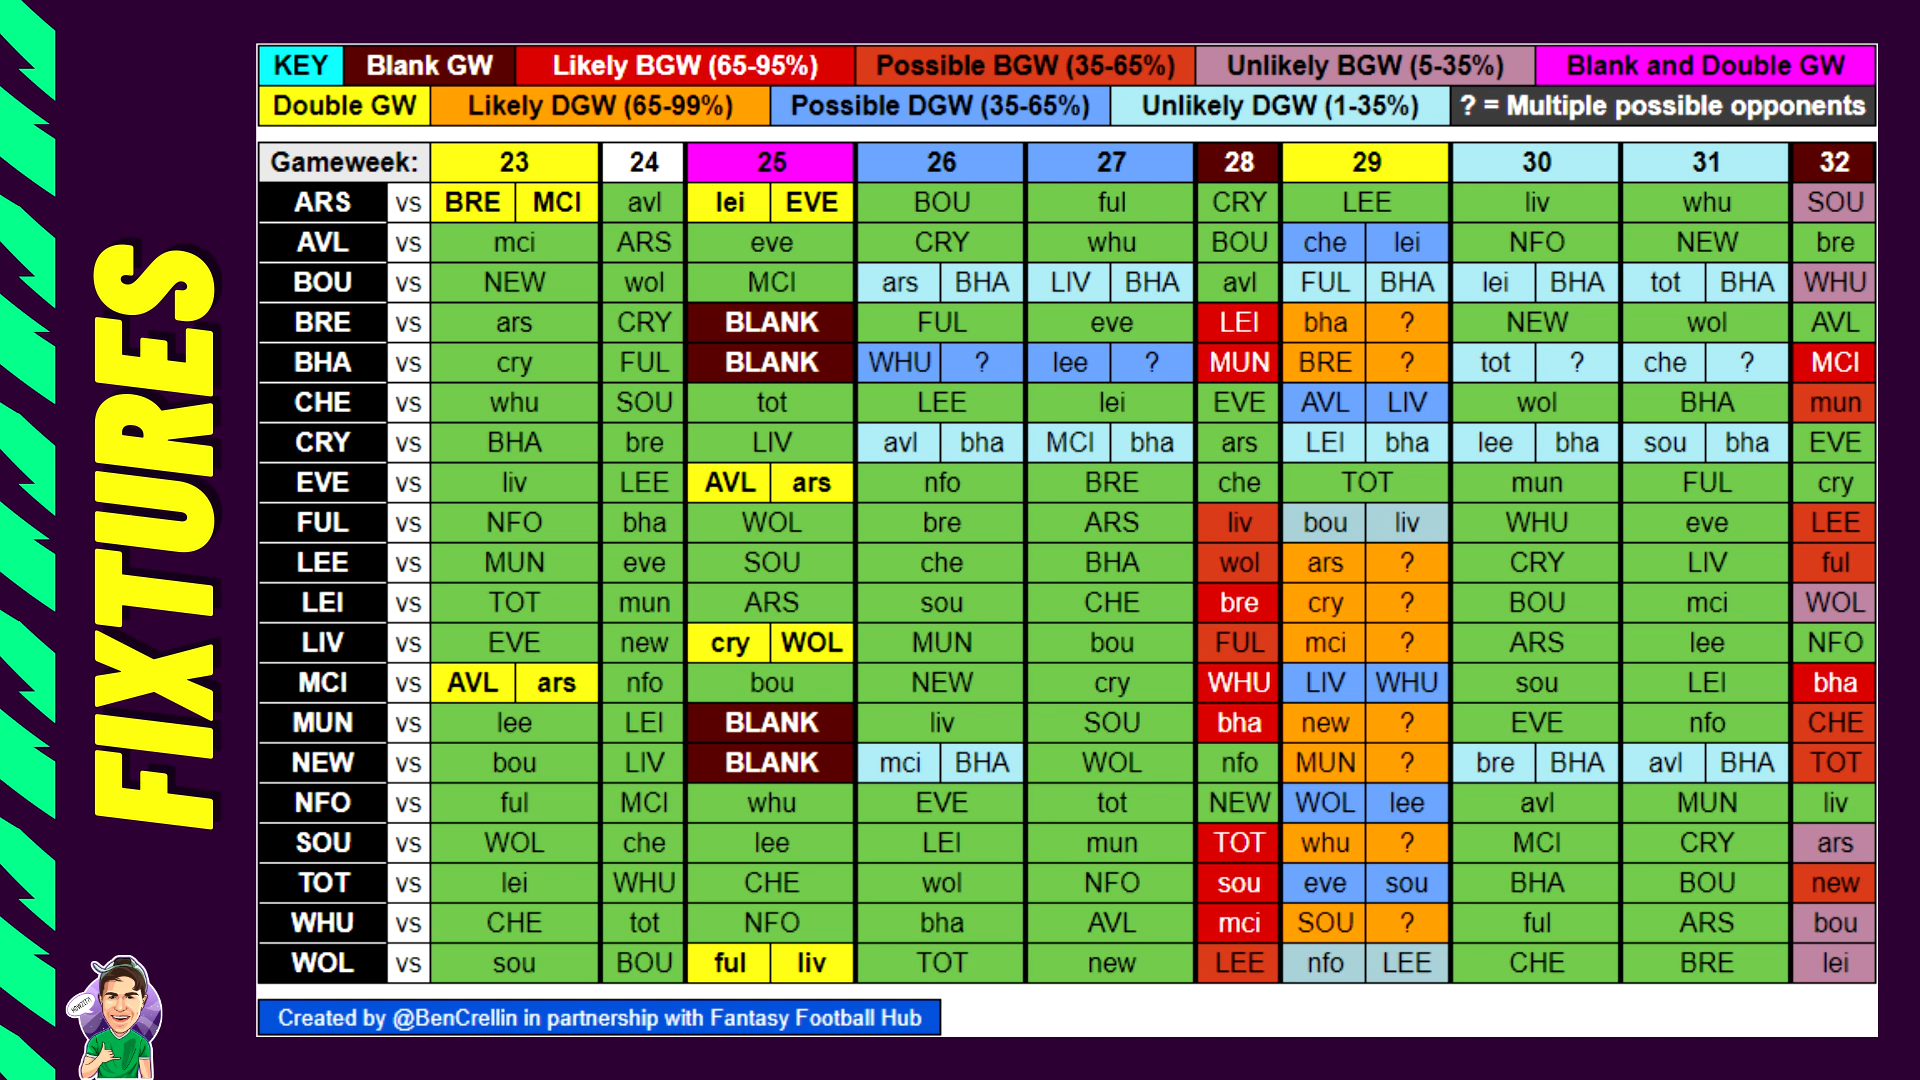 FIXTURES
KEY Blank GW Likely BGW (65-95%) Possible BGW (35-65%) Unlikely BGW (5-35%) Blank and Double GW
Double GW Likely DGW (65-99%) Possible DGW (35-65%) Unlikely DGW (1-35%) ? = Multiple possible opponents
Gameweek: 23 24 25 26 27 28 29 30 31 32
ARS vs BRE MCI avl lei EVE BOU ful CRY LEE liv whu SOU
AVL vs mci ARS eve CRY whu BOU che lei NFO NEW bre
BOU vs NEW wol MCI ars BHA LIV BHA avl FUL BHA lei BHA tot BHA WHU
BRE vs ars CRY BLANK FUL eve LEI bha ? NEW wol AVL
BHA vs cry FUL BLANK WHU ? lee ? MUN BRE ? tot ? che ? MCI
CHE vs whu SOU tot LEE lei EVE AVL LIV wol BHA mun
CRY vs BHA bre LIV avl bha MCI bha ars LEI bha lee bha sou bha EVE
EVE vs liv LEE AVL ars nfo BRE che TOT mun FUL cry
FUL vs NFO bha WOL bre ARS liv bou liv WHU eve LEE
LEE vs MUN eve SOU che BHA wol ars ? CRY LIV ful
LEI vs TOT mun ARS sou CHE bre cry ? BOU mci WOL
LIV vs EVE new cry WOL MUN bou FUL mci ? ARS lee NFO
MCI vs AVL ars nfo bou NEW cry WHU LIV WHU sou LEI bha
MUN vs lee LEI BLANK liv SOU bha new ? EVE nfo CHE
NEW vs bou LIV BLANK mci BHA WOL nfo MUN ? bre BHA avl BHA TOT
NFO vs ful MCI whu EVE tot NEW WOL lee avl MUN liv
SOU vs WOL che lee LEI mun TOT whu ? MCI CRY ars
TOT vs lei WHU CHE wol NFO sou eve sou BHA BOU new
WHU vs CHE tot NFO bha AVL mci SOU ? ful ARS bou
WOL vs sou BOU ful liv TOT new LEE nfo LEE CHE BRE lei
Created by @BenCrellin in partnership with Fantasy Football Hub